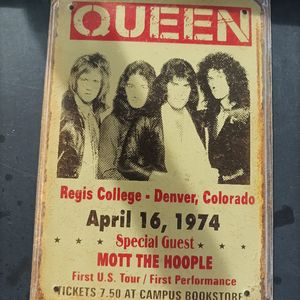 QUEEN
Regis College - Denver, Colorado
April 16, 1974
Special Guest
MOTT THE HOOPLE
First U.S. Tour / First Performance
TICKETS 7.50 AT CAMPUS BOOKSTORE